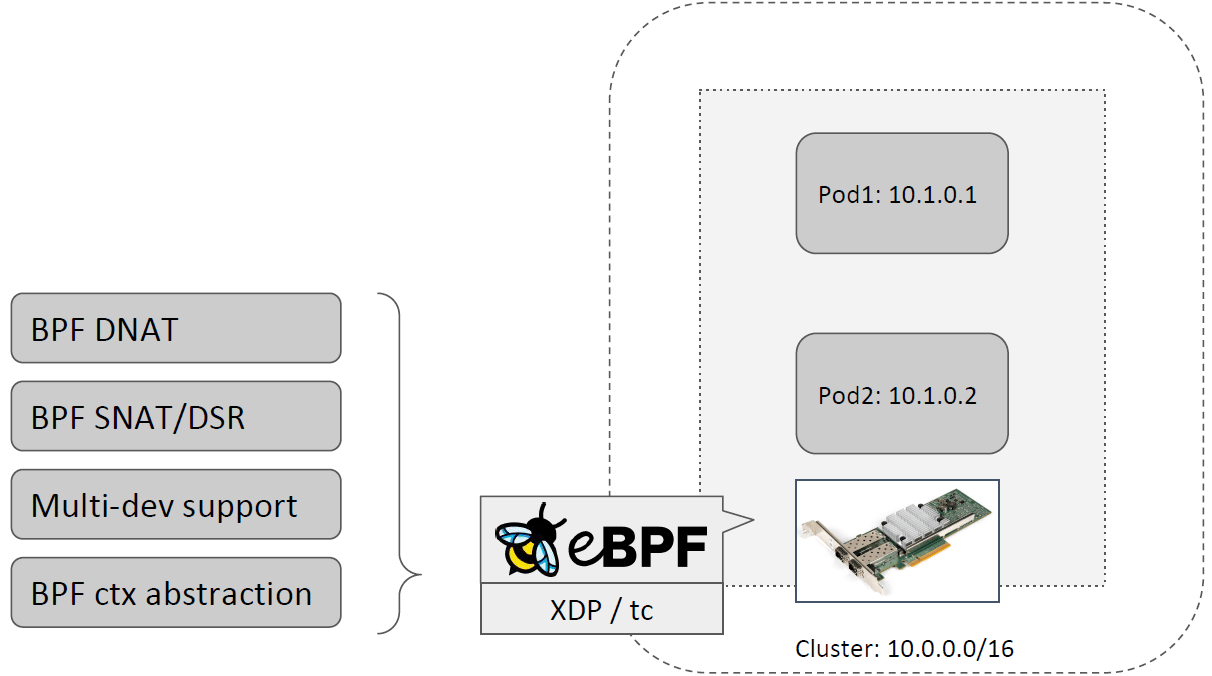 BPF DNAT
BPF SNAT/DSR
Multi-dev support
BPF ctx abstraction
eBPF
XDP / tc
Pod1: 10.1.0.1
Pod2: 10.1.0.2
Cluster: 10.0.0.0/16